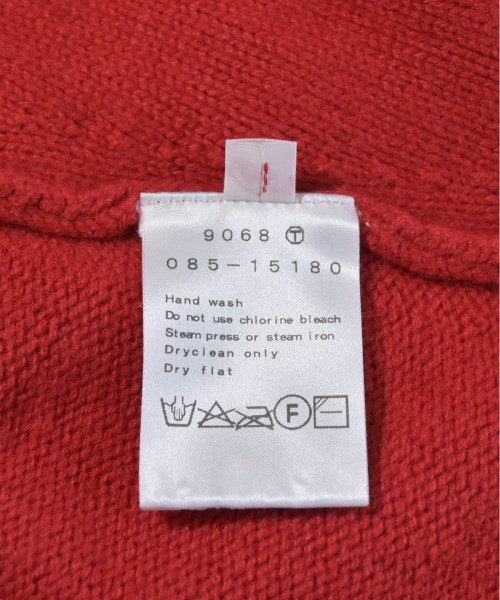 9068 Ⓣ
085-15180
Hand wash
Do not use chlorine bleach
Steam press or steam iron
Dryclean only
Dry flat
F